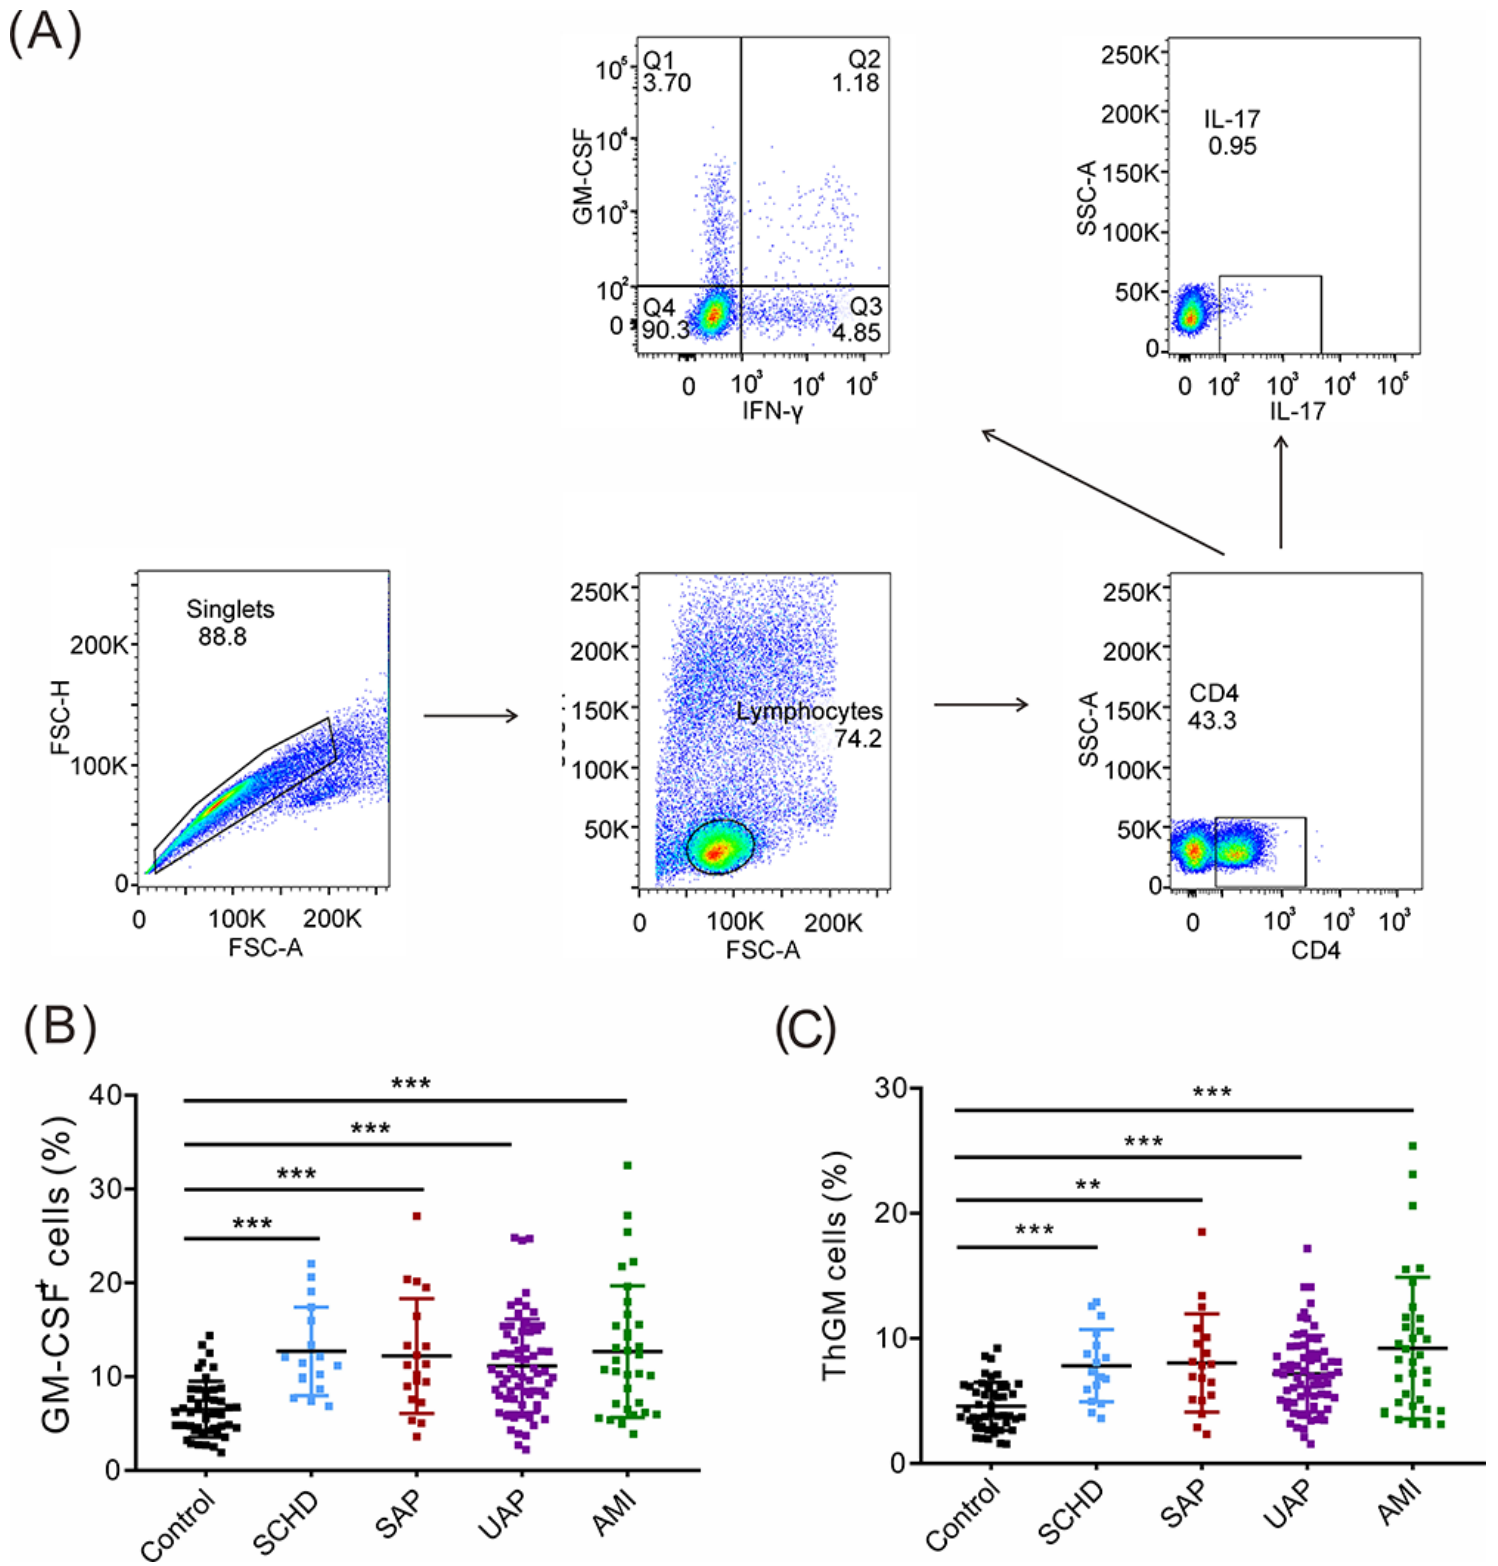 (A)
Q1
3.70
Q2
1.18
Q4
90.3
Q3
4.85
10⁵
10⁴
10³
10²
0
GM-CSF
0 10³ 10⁴ 10⁵
IFN-γ
250K
200K
150K
100K
50K
0
SSC-A
IL-17
0.95
0 10² 10³ 10⁴ 10⁵
IL-17
Singlets
88.8
200K
100K
0
FSC-H
0 100K 200K
FSC-A
250K
200K
150K
100K
50K
Lymphocytes
74.2
0 100K 200K
FSC-A
250K
200K
150K
100K
50K
0
SSC-A
CD4
43.3
0 10³ 10³ 10³
CD4
(B)
GM-CSF⁺ cells (%)
40
30
20
10
0
***
***
***
***
Control SCHD SAP UAP AMI
(C)
ThGM cells (%)
30
20
10
0
***
***
**
***
Control SCHD SAP UAP AMI